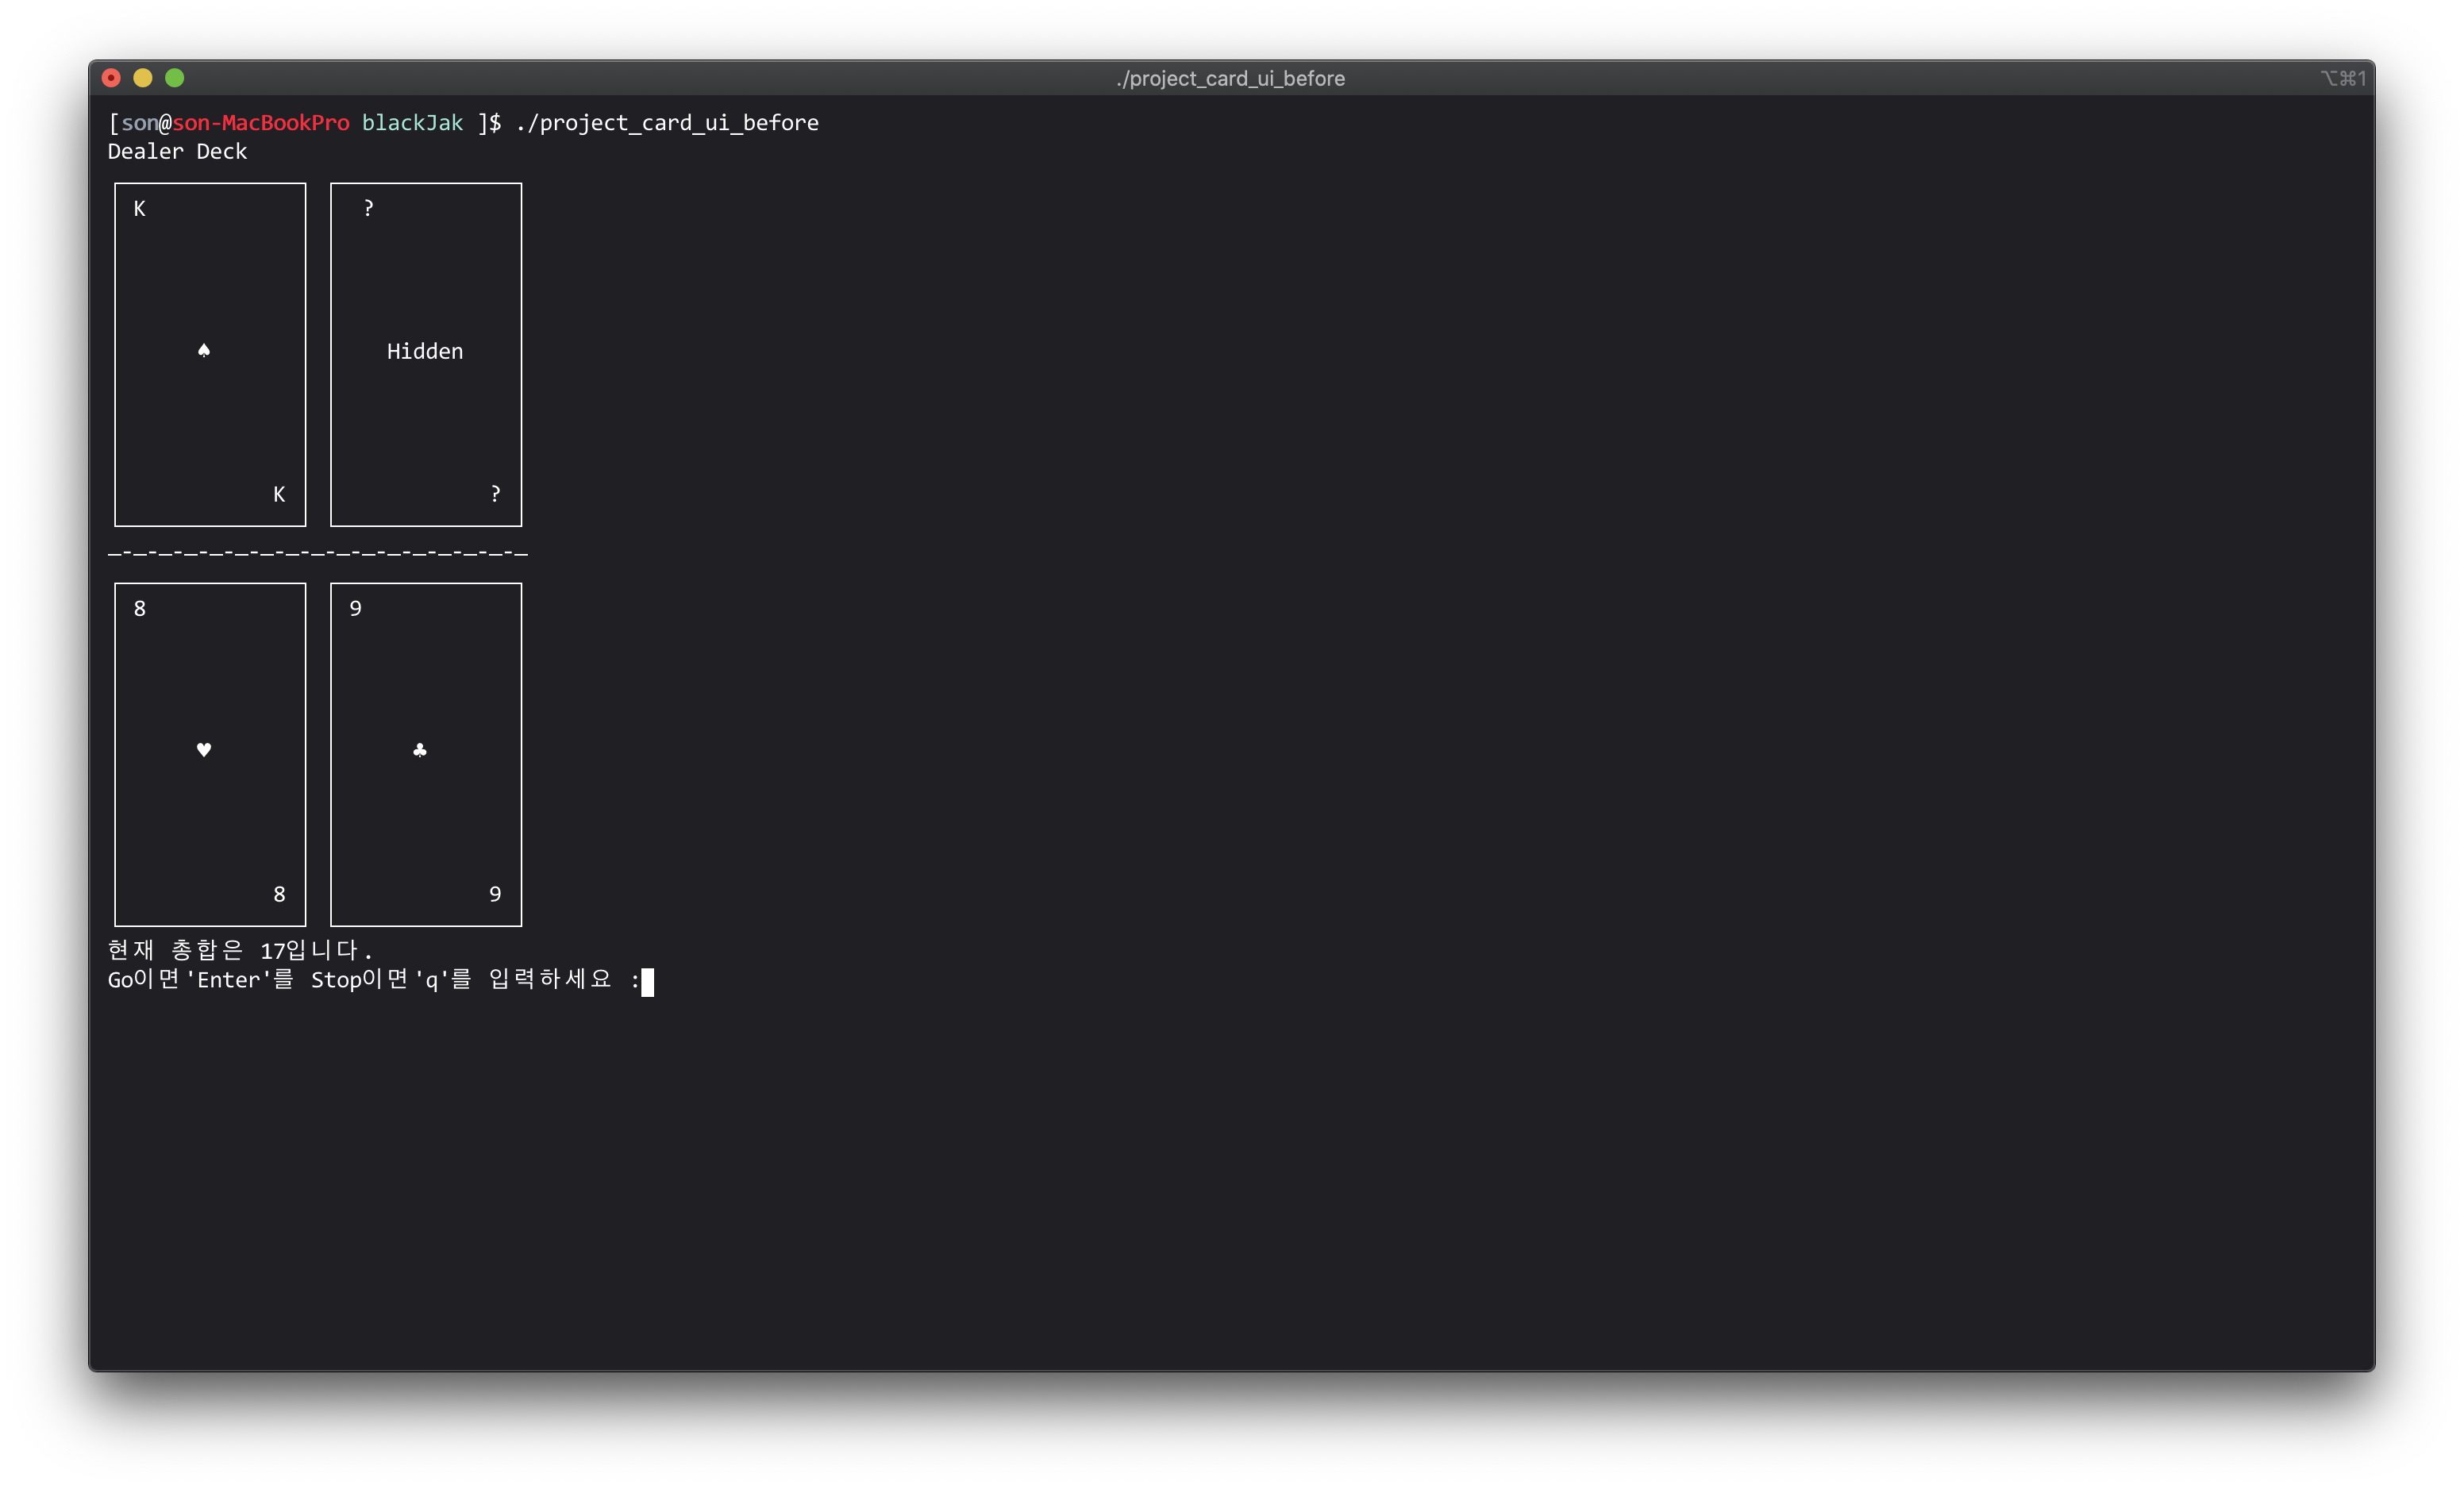 ./project_card_ui_before
⌥⌘1
[son@son-MacBookPro blackJak ]$ ./project_card_ui_before
Dealer Deck
K ?
♠ Hidden
K ?
_-_-_-_-_-_-_-_-_-_-_-_-_-_-_-_-_
8 9
♥ ♣
8 9
현재 총합은 17입니다.
Go이면'Enter'를 Stop이면'q'를 입력하세요 :